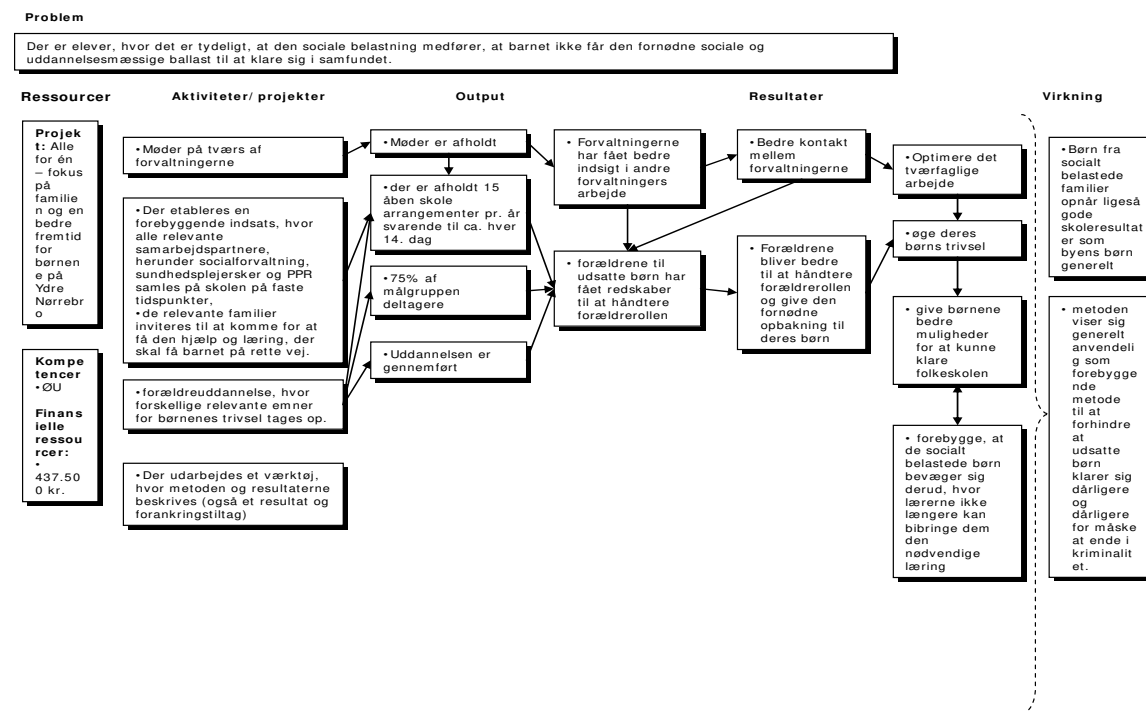 Problem
Der er elever, hvor det er tydeligt, at den sociale belastning medfører, at barnet ikke får den fornødne sociale og
uddannelsesmæssige ballast til at klare sig i samfundet.
Ressourcer
Aktiviteter/ projekter
Output
Resultater
Virkning
Projek
t: Alle
for én
– fokus
på
familie
n og en
bedre
fremtid
for
børnen
e på
Ydre
Nørrebr
o
Kompe
tencer
•ØU
Finans
ielle
ressou
rcer:
•
437.50
0 kr.
•Møder på tværs af
forvaltningerne
•Der etableres en
forebyggende indsats, hvor
alle relevante
samarbejdspartnere,
herunder socialforvaltning,
sundhedsplejersker og PPR
samles på skolen på faste
tidspunkter,
•de relevante familier
inviteres til at komme for at
få den hjælp og læring, der
skal få barnet på rette vej.
•forældreuddannelse, hvor
forskellige relevante emner
for børnenes trivsel tages op.
•Der udarbejdes et værktøj,
hvor metoden og resultaterne
beskrives (også et resultat og
forankringstiltag)
•Møder er afholdt
•der er afholdt 15
åben skole
arrangementer pr. år
svarende til ca. hver
14. dag
•75% af
målgruppen
deltagere
•Uddannelsen er
gennemført
• Forvaltningerne
har fået bedre
indsigt i andre
forvaltningers
arbejde
• forældrene til
udsatte børn har
fået redskaber
til at håndtere
forældrerollen
•Bedre kontakt
mellem
forvaltningerne
• Forældrene
bliver bedre
til at håndtere
forældrerollen
og give den
fornødne
opbakning til
deres børn
•Optimere det
tværfaglige
arbejde
•øge deres
børns trivsel
• give børnene
bedre
muligheder
for at kunne
klare
folkeskolen
• forebygge, at
de socialt
belastede børn
bevæger sig
derud, hvor
lærerne ikke
længere kan
bibringe dem
den
nødvendige
læring
•Børn fra
socialt
belastede
familier
opnår ligeså
gode
skoleresultat
er som
byens børn
generelt
• metoden
viser sig
generelt
anvendeli
g som
forebygge
nde
metode
til at
forhindre
at
udsatte
børn
klarer sig
dårligere
og
dårligere
for måske
at ende i
kriminalit
et.